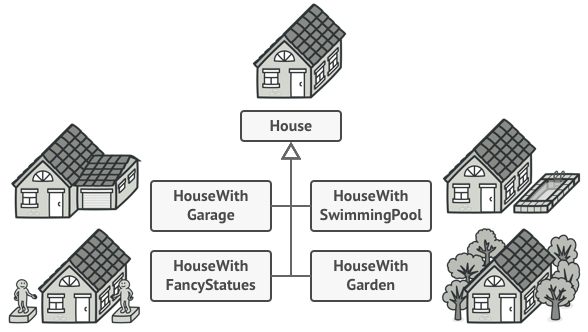 House
HouseWith
Garage
HouseWith
SwimmingPool
HouseWith
FancyStatues
HouseWith
Garden